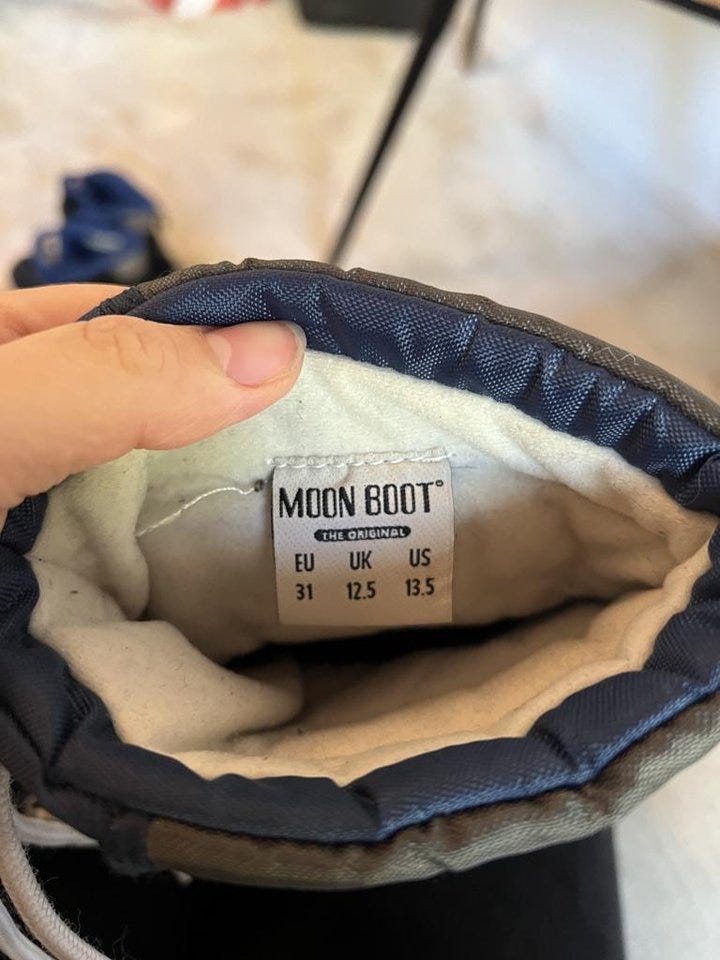 MOON BOOT®
THE ORIGINAL
EU UK US
31 12.5 13.5